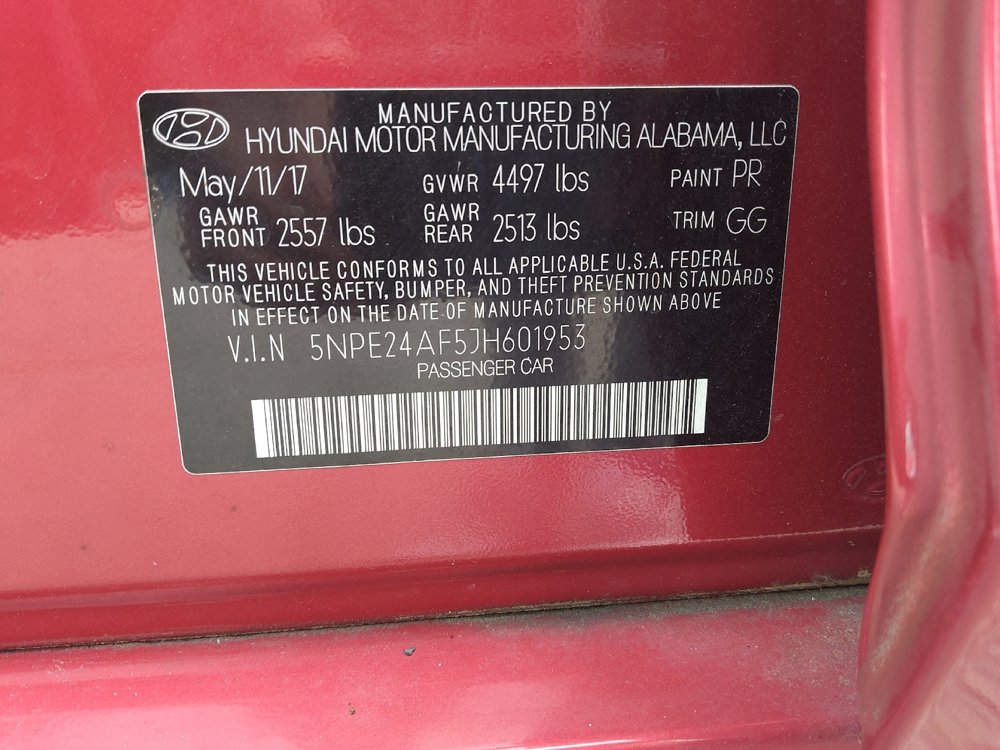 MANUFACTURED BY
HYUNDAI MOTOR MANUFACTURING ALABAMA, LLC
May/11/17 GVWR 4497 lbs PAINT PR
GAWR FRONT 2557 lbs GAWR REAR 2513 lbs TRIM GG
THIS VEHICLE CONFORMS TO ALL APPLICABLE U.S.A. FEDERAL
MOTOR VEHICLE SAFETY, BUMPER, AND THEFT PREVENTION STANDARDS
IN EFFECT ON THE DATE OF MANUFACTURE SHOWN ABOVE
V.I.N 5NPE24AF5JH601953
PASSENGER CAR